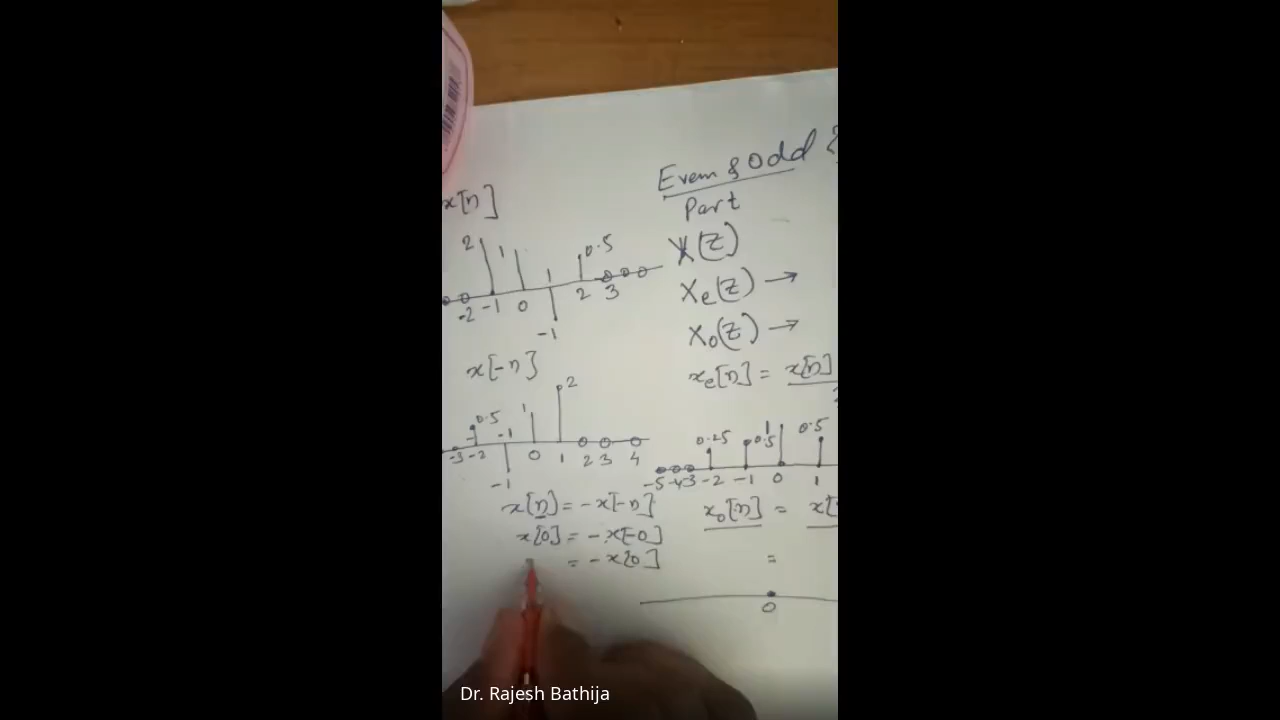 Even & Odd
Part
x[n]
2 1 1 0.5
-2 -1 0 2 3
-1
X(z)
Xe(z) →
Xo(z) →
x[-n]
xe[n] = x[n]
2
0.5 -1 1
-3 -2 0 1 2 3 4
-1
0.25 0.5 1 0.5
-5 -4 -3 -2 -1 0 1
x[n] = -x[-n]
x[0] = -x[-0]
= -x[0]
xo[n] = x[
=
0
Dr. Rajesh Bathija